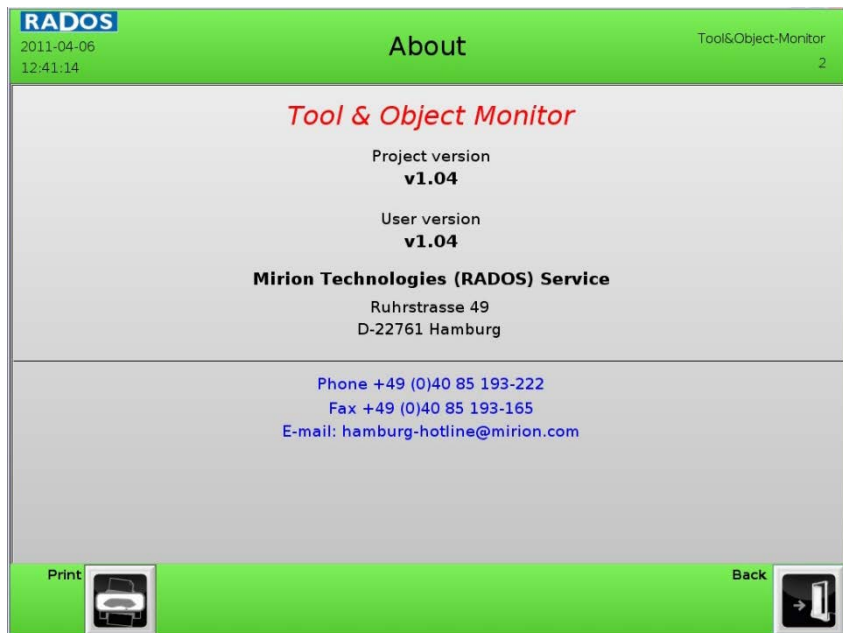 RADOS
2011-04-06
12:41:14
About
Tool&Object-Monitor
2
Tool & Object Monitor
Project version
v1.04
User version
v1.04
Mirion Technologies (RADOS) Service
Ruhrstrasse 49
D-22761 Hamburg
Phone +49 (0)40 85 193-222
Fax +49 (0)40 85 193-165
E-mail: hamburg-hotline@mirion.com
Print
Back